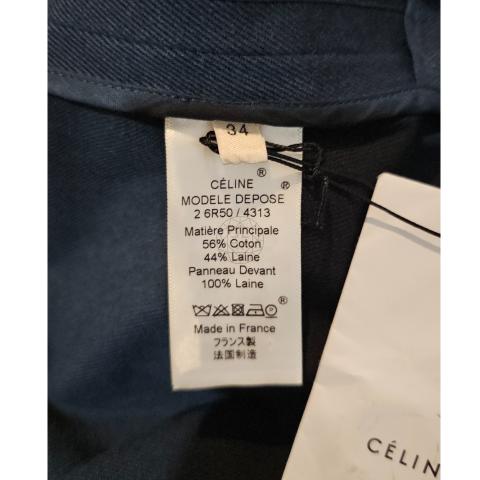 34
CÉLINE ®
MODELE DEPOSE ®
2 6R50 / 4313
Matière Principale
56% Coton
44% Laine
Panneau Devant
100% Laine
®
Made in France
フランス製
法国制造
CÉLIN